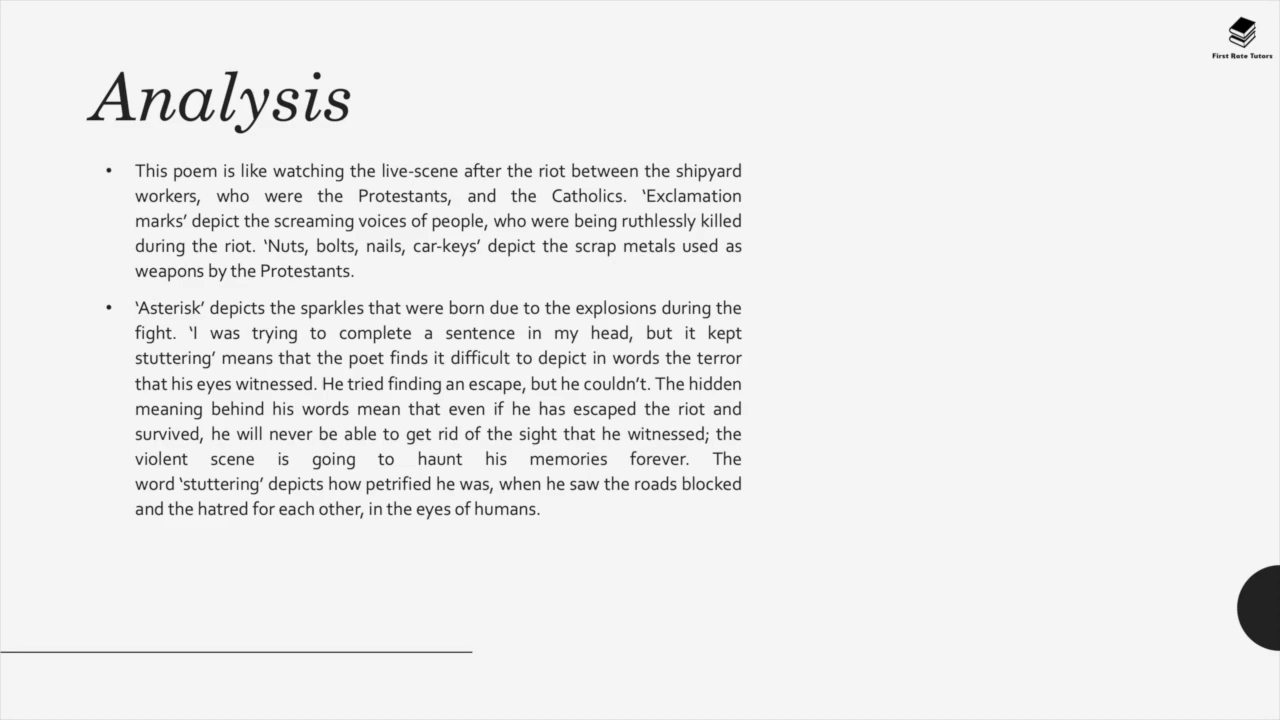 First Rate Tutors
Analysis
• This poem is like watching the live-scene after the riot between the shipyard
workers, who were the Protestants, and the Catholics. ‘Exclamation
marks’ depict the screaming voices of people, who were being ruthlessly killed
during the riot. ‘Nuts, bolts, nails, car-keys’ depict the scrap metals used as
weapons by the Protestants.
• ‘Asterisk’ depicts the sparkles that were born due to the explosions during the
fight. ‘I was trying to complete a sentence in my head, but it kept
stuttering’ means that the poet finds it difficult to depict in words the terror
that his eyes witnessed. He tried finding an escape, but he couldn’t. The hidden
meaning behind his words mean that even if he has escaped the riot and
survived, he will never be able to get rid of the sight that he witnessed; the
violent scene is going to haunt his memories forever. The
word ‘stuttering’ depicts how petrified he was, when he saw the roads blocked
and the hatred for each other, in the eyes of humans.